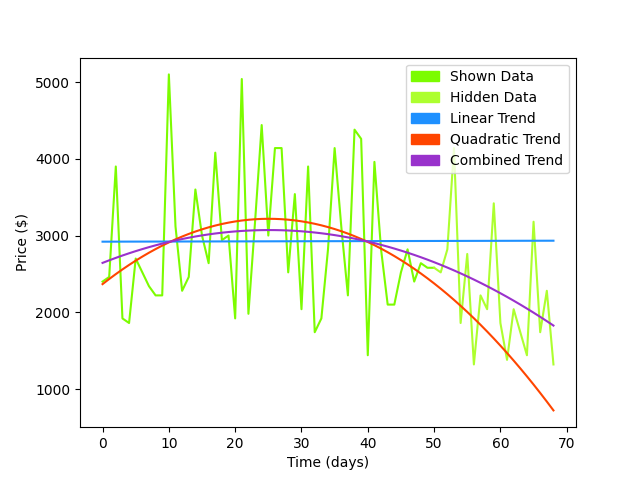 Shown Data
Hidden Data
Linear Trend
Quadratic Trend
Combined Trend
Price ($)
5000
4000
3000
2000
1000
0 10 20 30 40 50 60 70
Time (days)